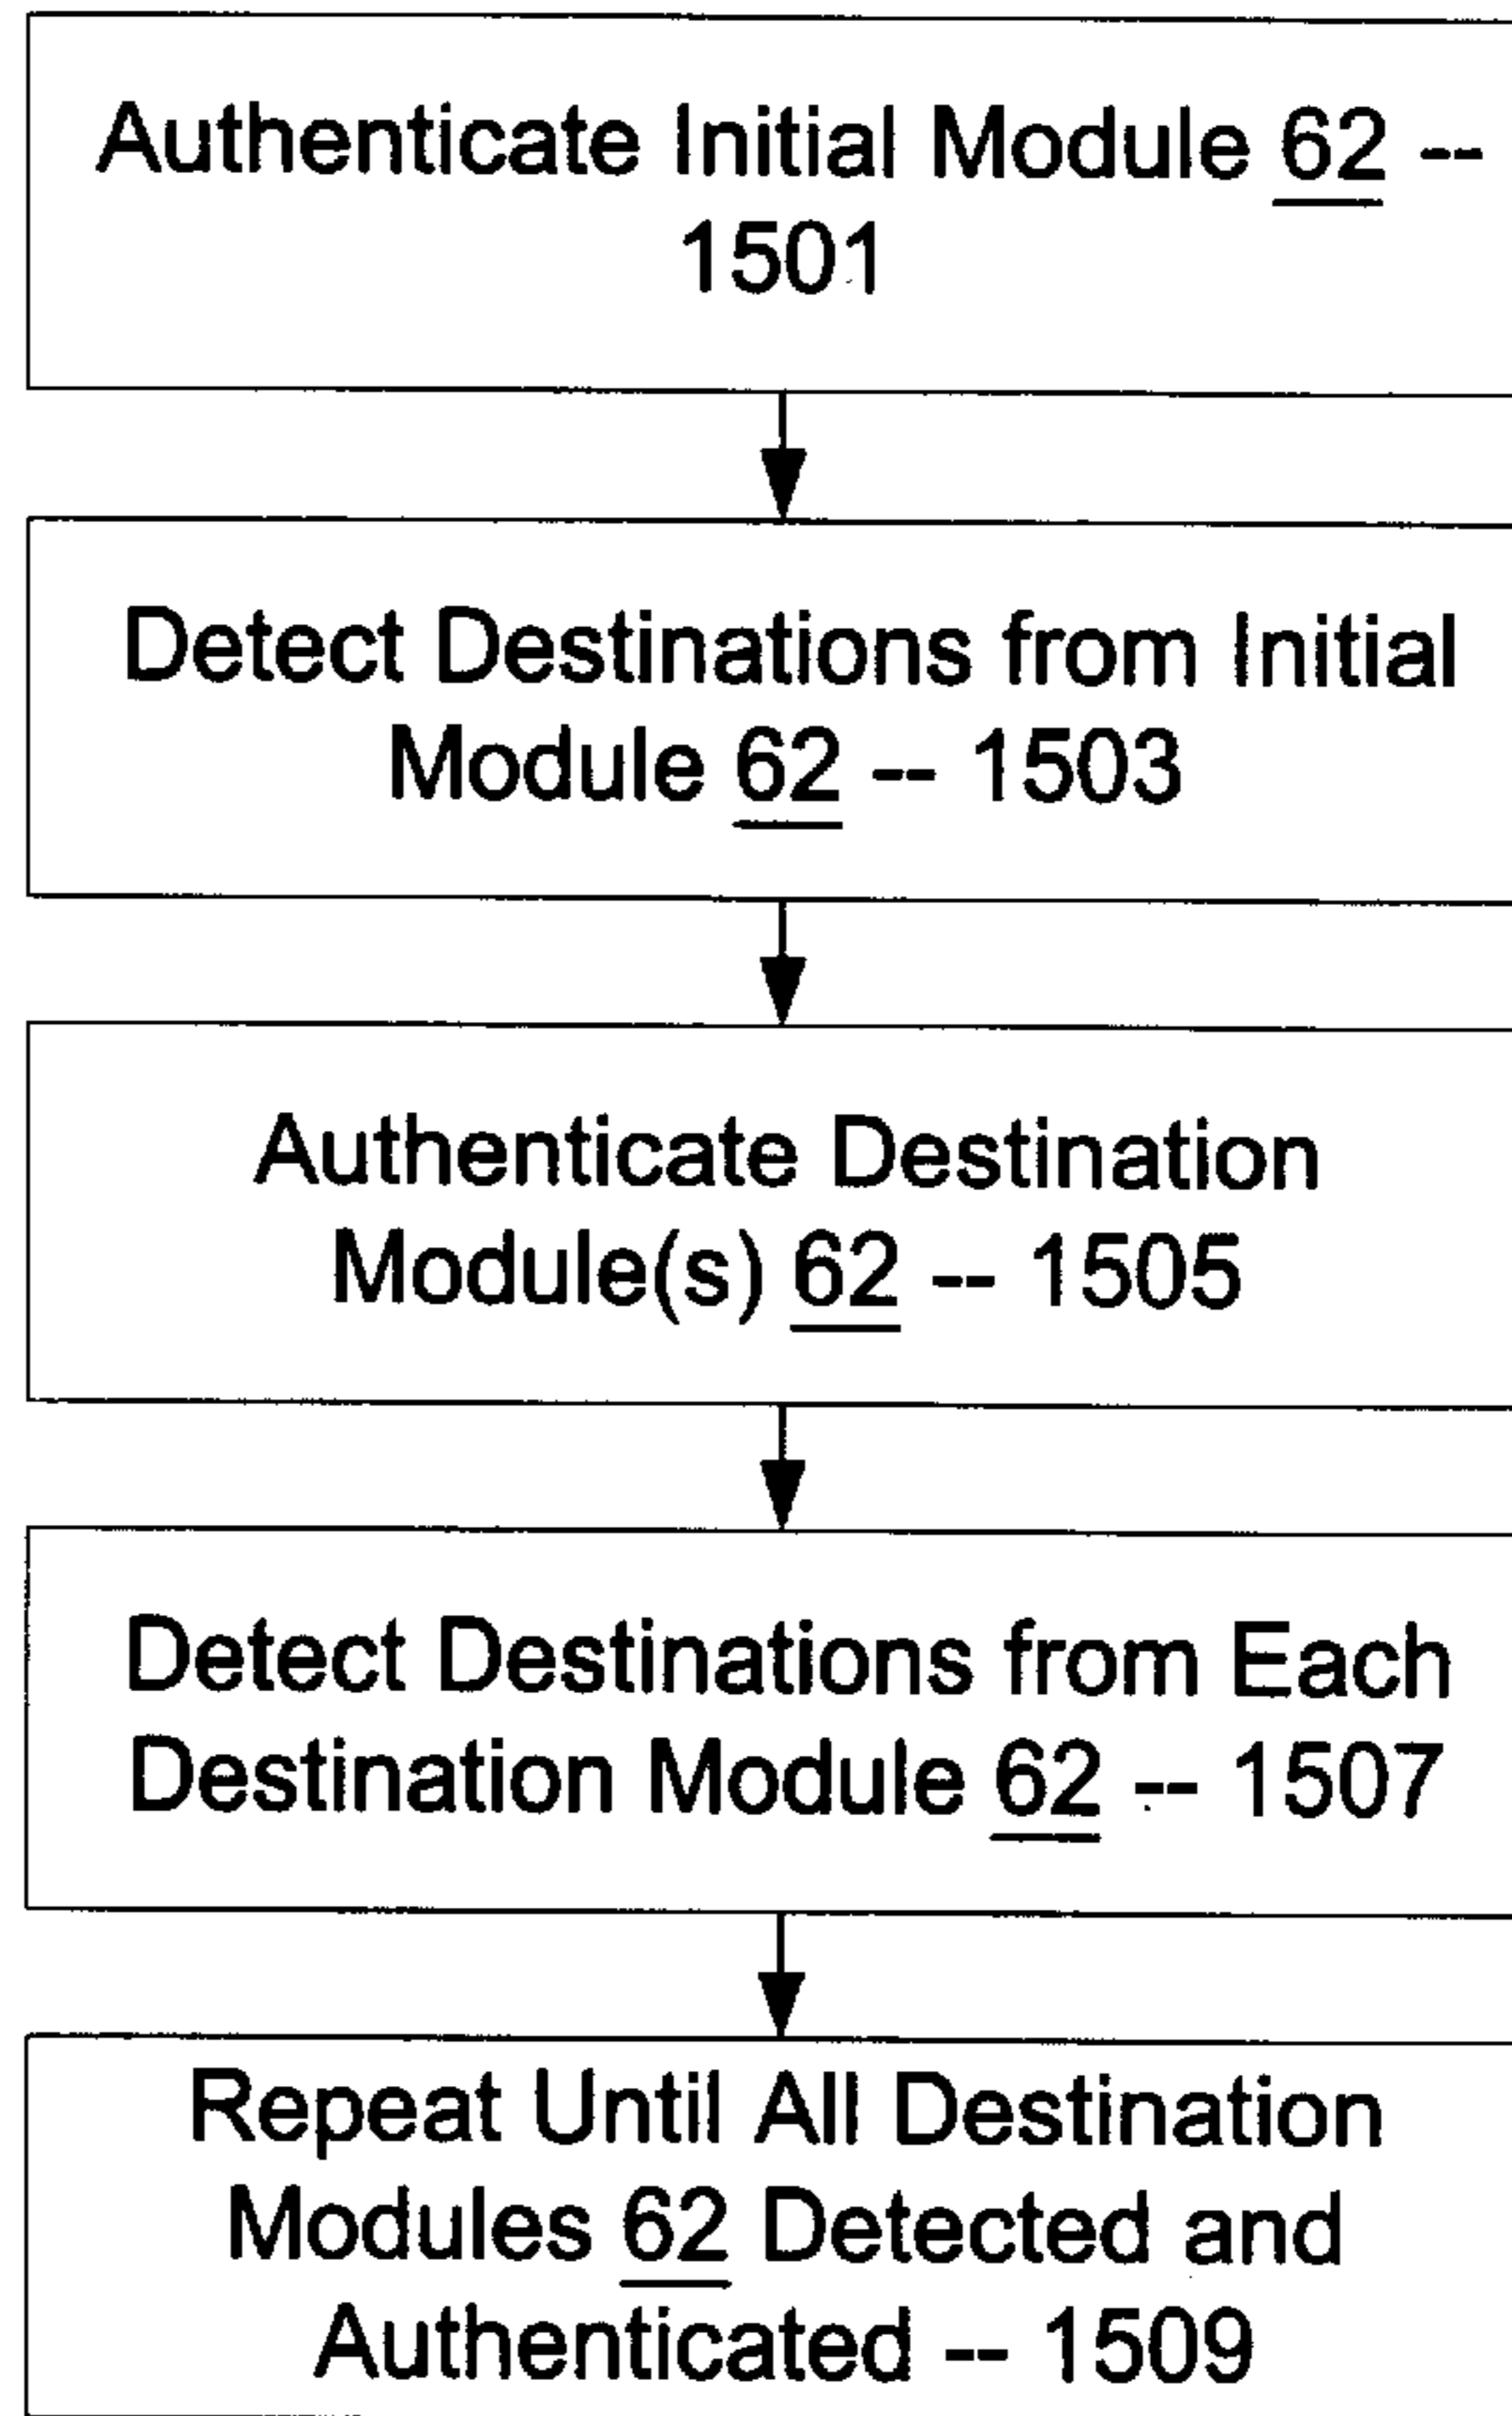 Authenticate Initial Module 62 --
1501
Detect Destinations from Initial
Module 62 -- 1503
Authenticate Destination
Module(s) 62 -- 1505
Detect Destinations from Each
Destination Module 62 -- 1507
Repeat Until All Destination
Modules 62 Detected and
Authenticated -- 1509